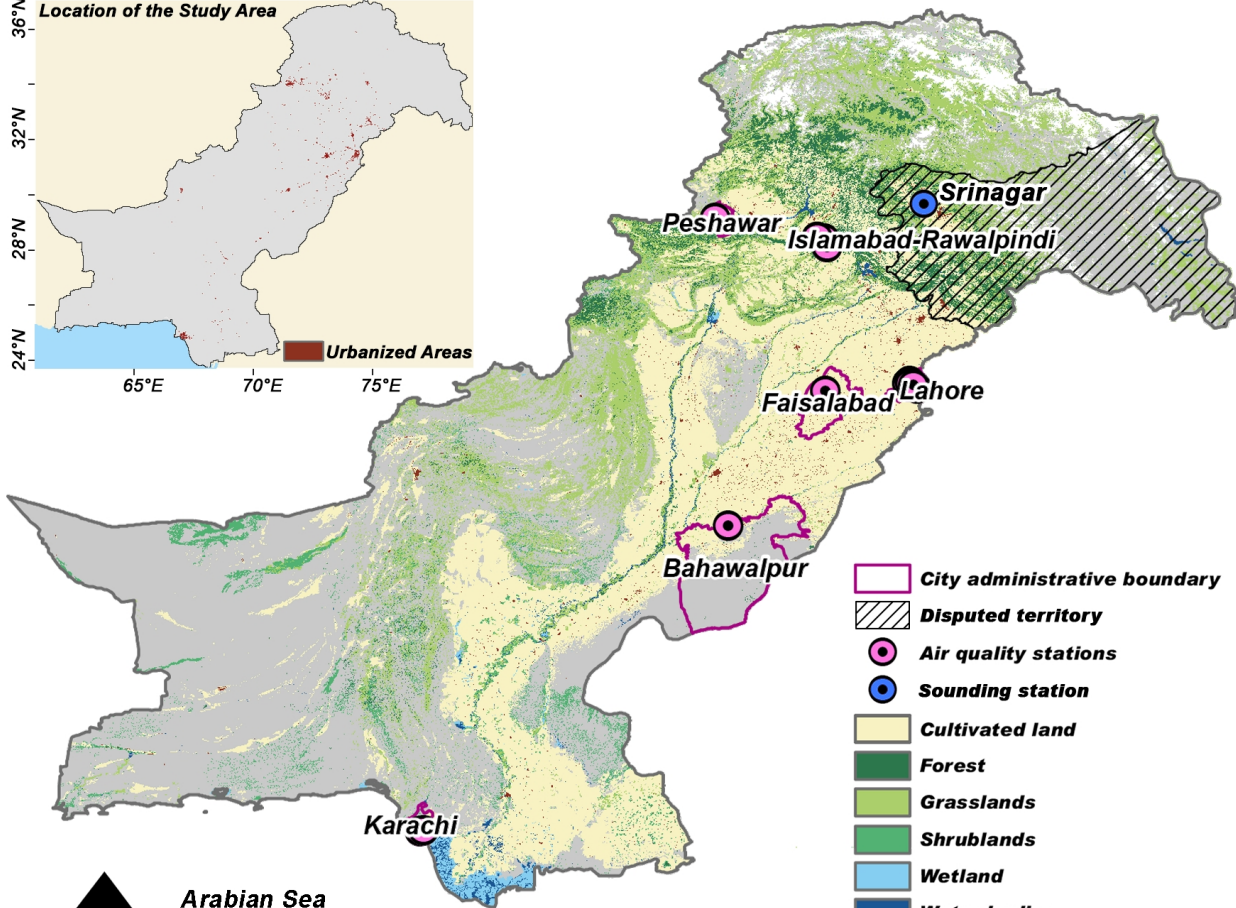 Location of the Study Area
36°N
32°N
28°N
24°N
65°E
70°E
75°E
Urbanized Areas
Srinagar
Peshawar
Islamabad-Rawalpindi
Faisalabad
Lahore
Bahawalpur
Karachi
Arabian Sea
City administrative boundary
Disputed territory
Air quality stations
Sounding station
Cultivated land
Forest
Grasslands
Shrublands
Wetland